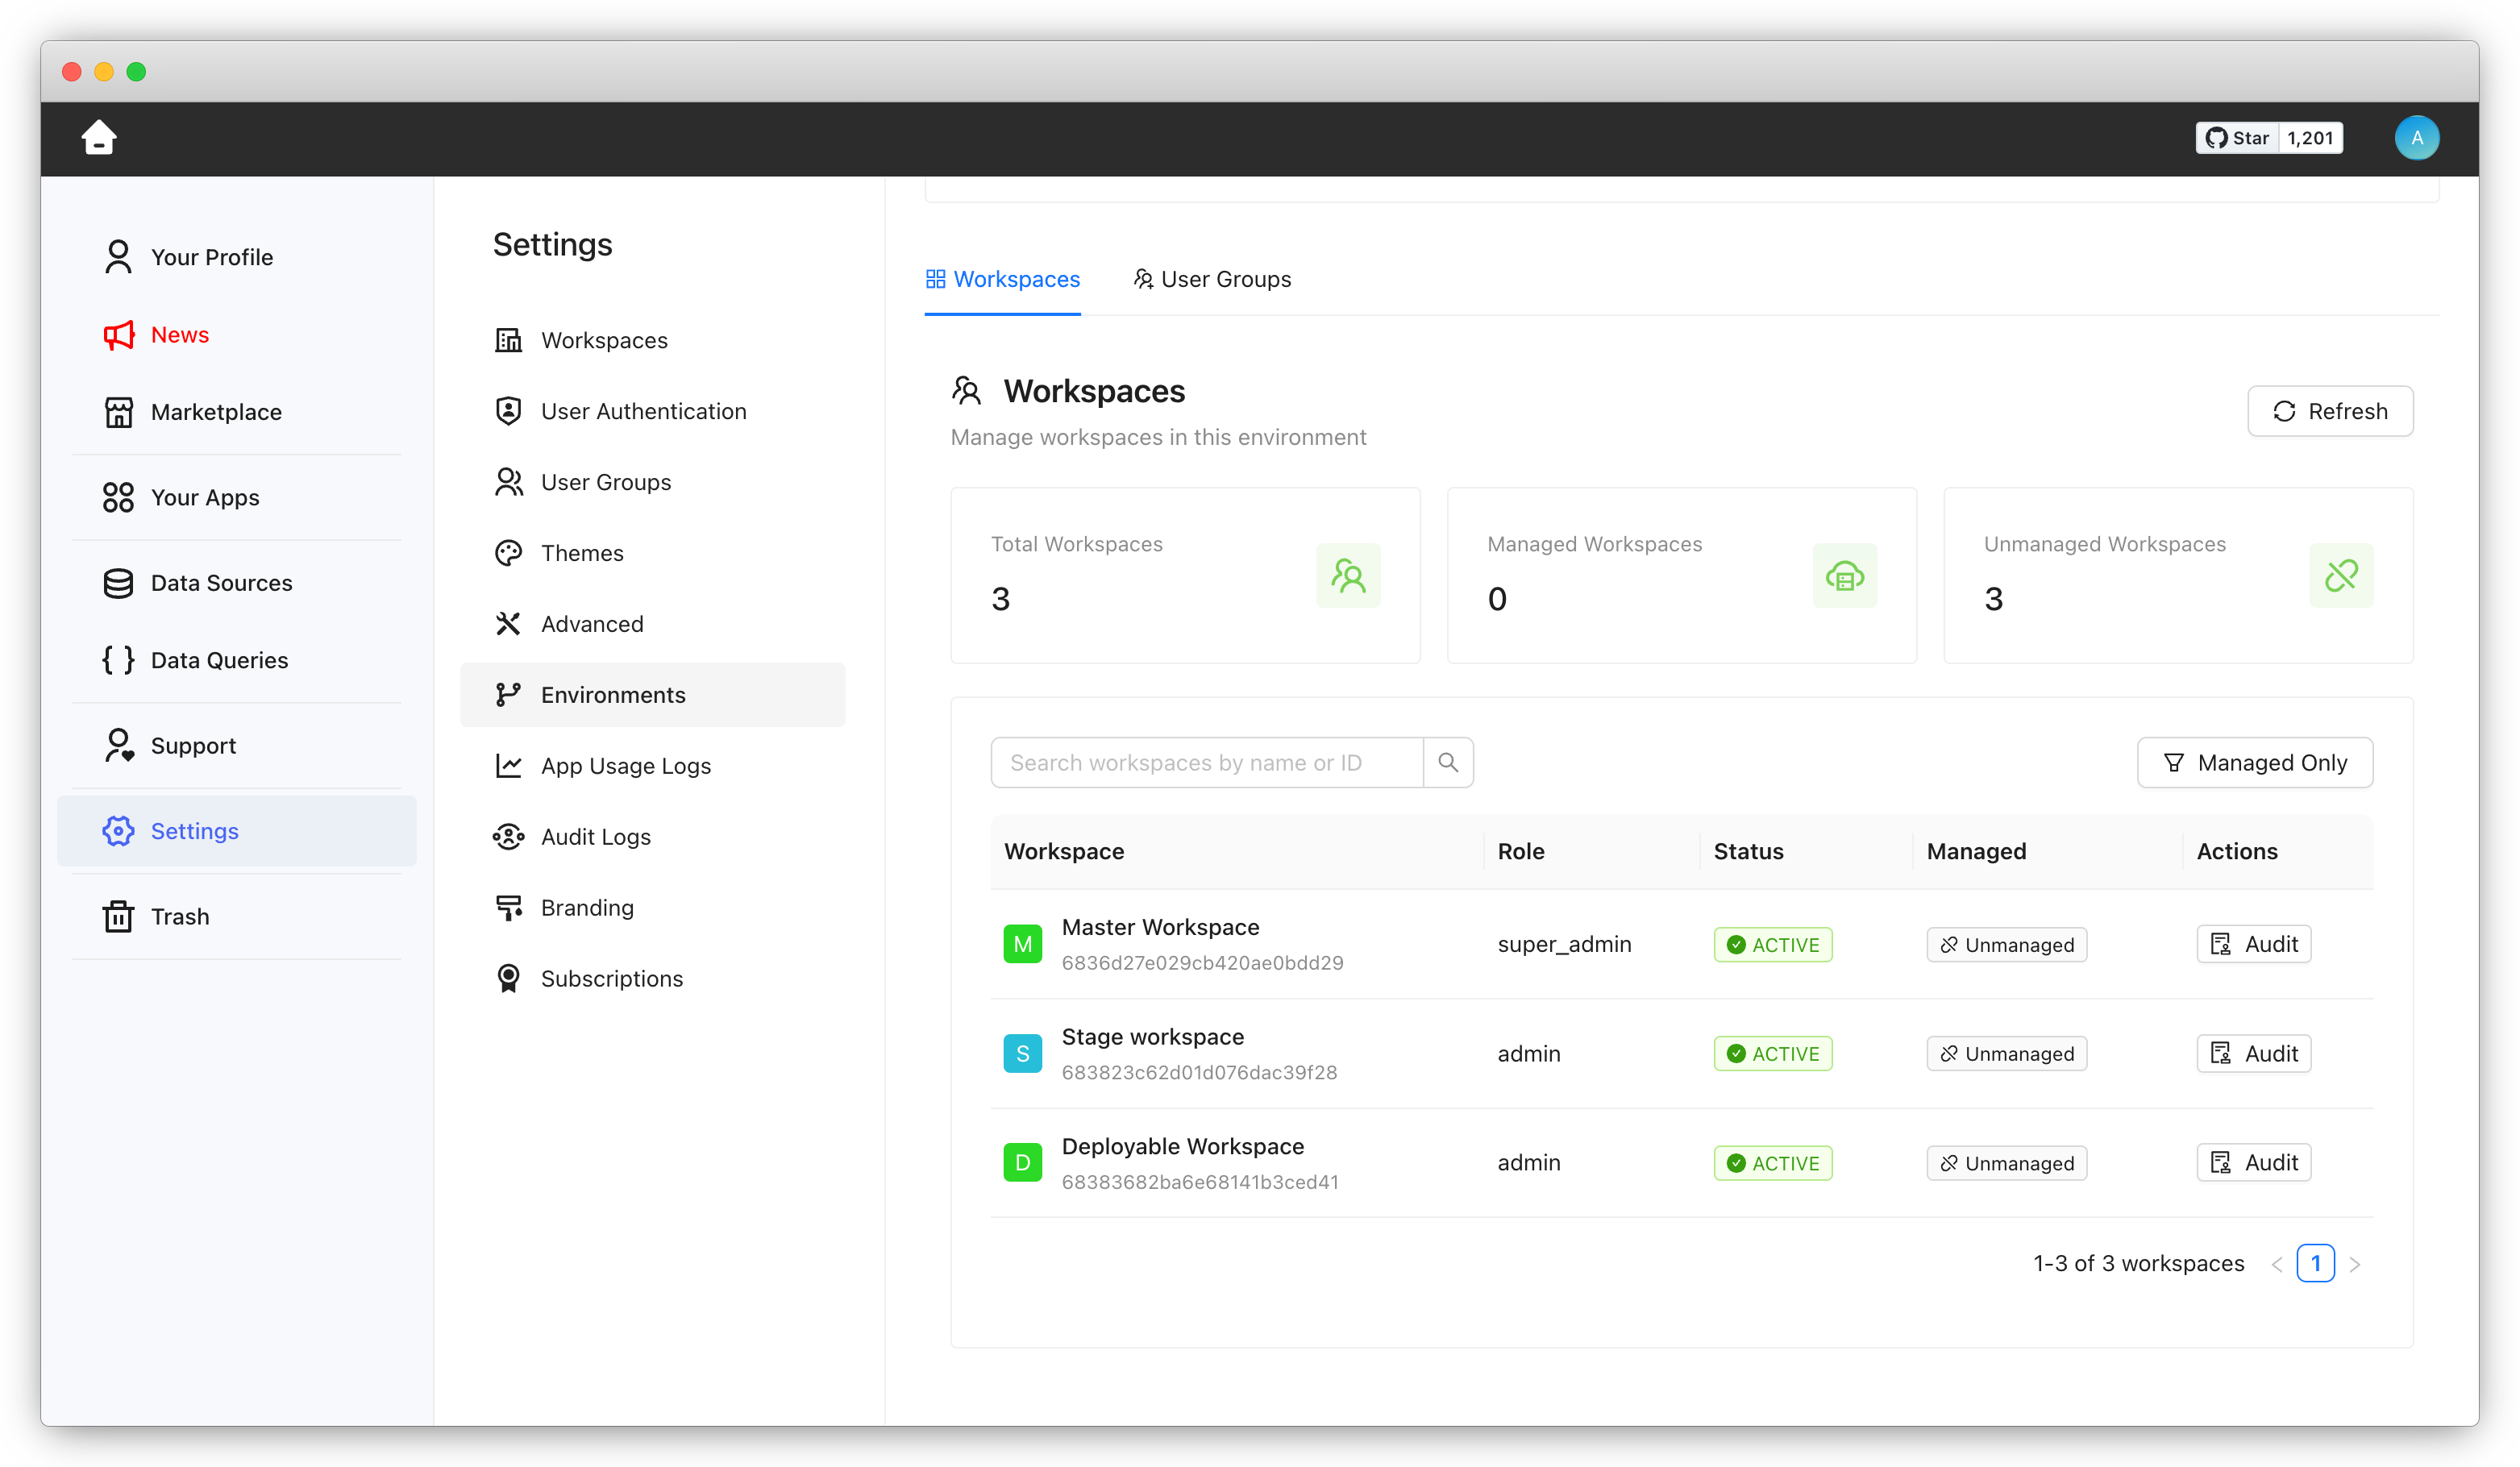 Star 1,201
A
Your Profile
News
Marketplace
Your Apps
Data Sources
Data Queries
Support
Settings
Trash
Settings
Workspaces
User Authentication
User Groups
Themes
Advanced
Environments
App Usage Logs
Audit Logs
Branding
Subscriptions
Workspaces User Groups
Workspaces
Manage workspaces in this environment
Refresh
Total Workspaces
3
Managed Workspaces
0
Unmanaged Workspaces
3
Search workspaces by name or ID
Managed Only
Workspace Role Status Managed Actions
M Master Workspace super_admin ACTIVE Unmanaged Audit
6836d27e029cb420ae0bdd29
S Stage workspace admin ACTIVE Unmanaged Audit
683823c62d01d076dac39f28
D Deployable Workspace admin ACTIVE Unmanaged Audit
68383682ba6e68141b3ced41
1-3 of 3 workspaces < 1 >